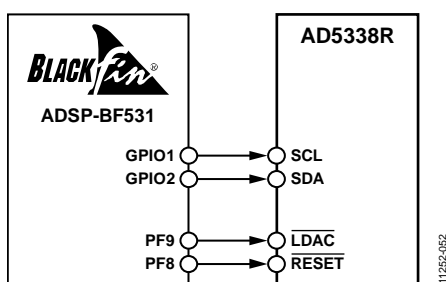 AD5338R
BLACKfin®
ADSP-BF531
GPIO1 SCL
GPIO2 SDA
PF9 LDAC
PF8 RESET
11252-052